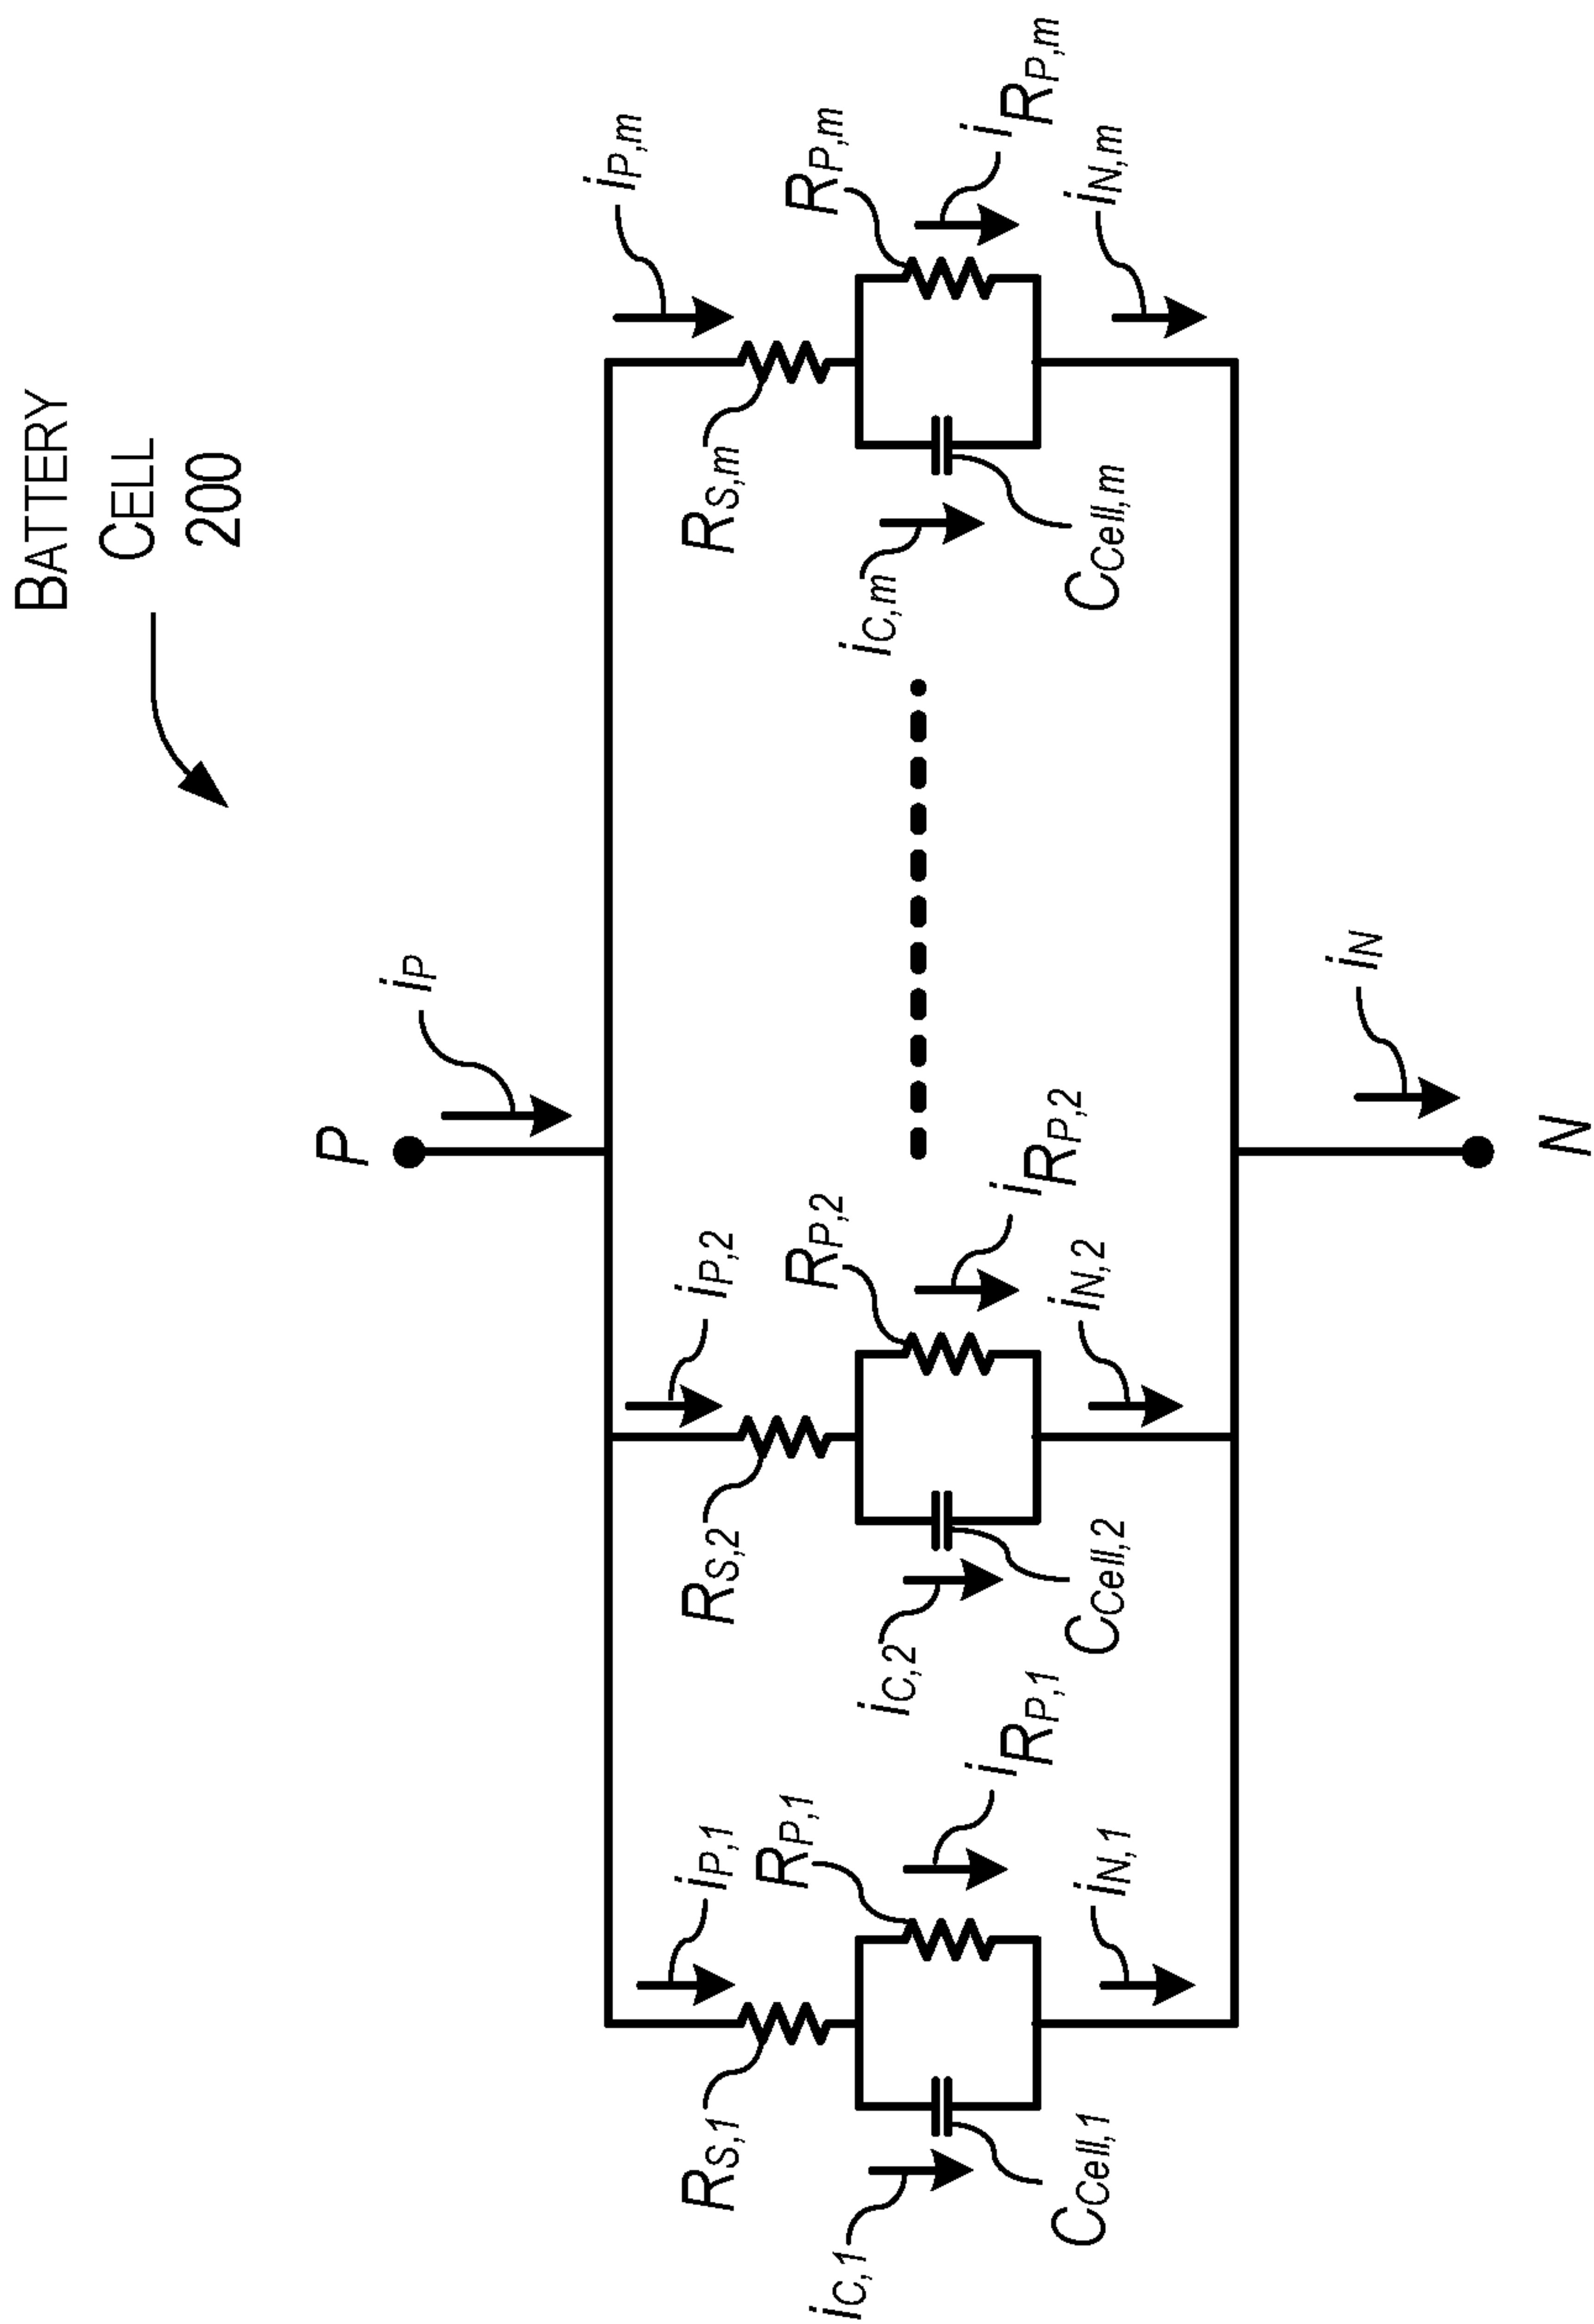 BATTERY
CELL
200
P
iP
iP,1
iP,2
iP,m
RS,1
RS,2
RS,m
RP,1
RP,2
RP,m
iC,1
iC,2
iC,m
iRP,1
iRP,2
iRP,m
CCell,1
CCell,2
CCell,m
iN,1
iN,2
iN,m
iN
N